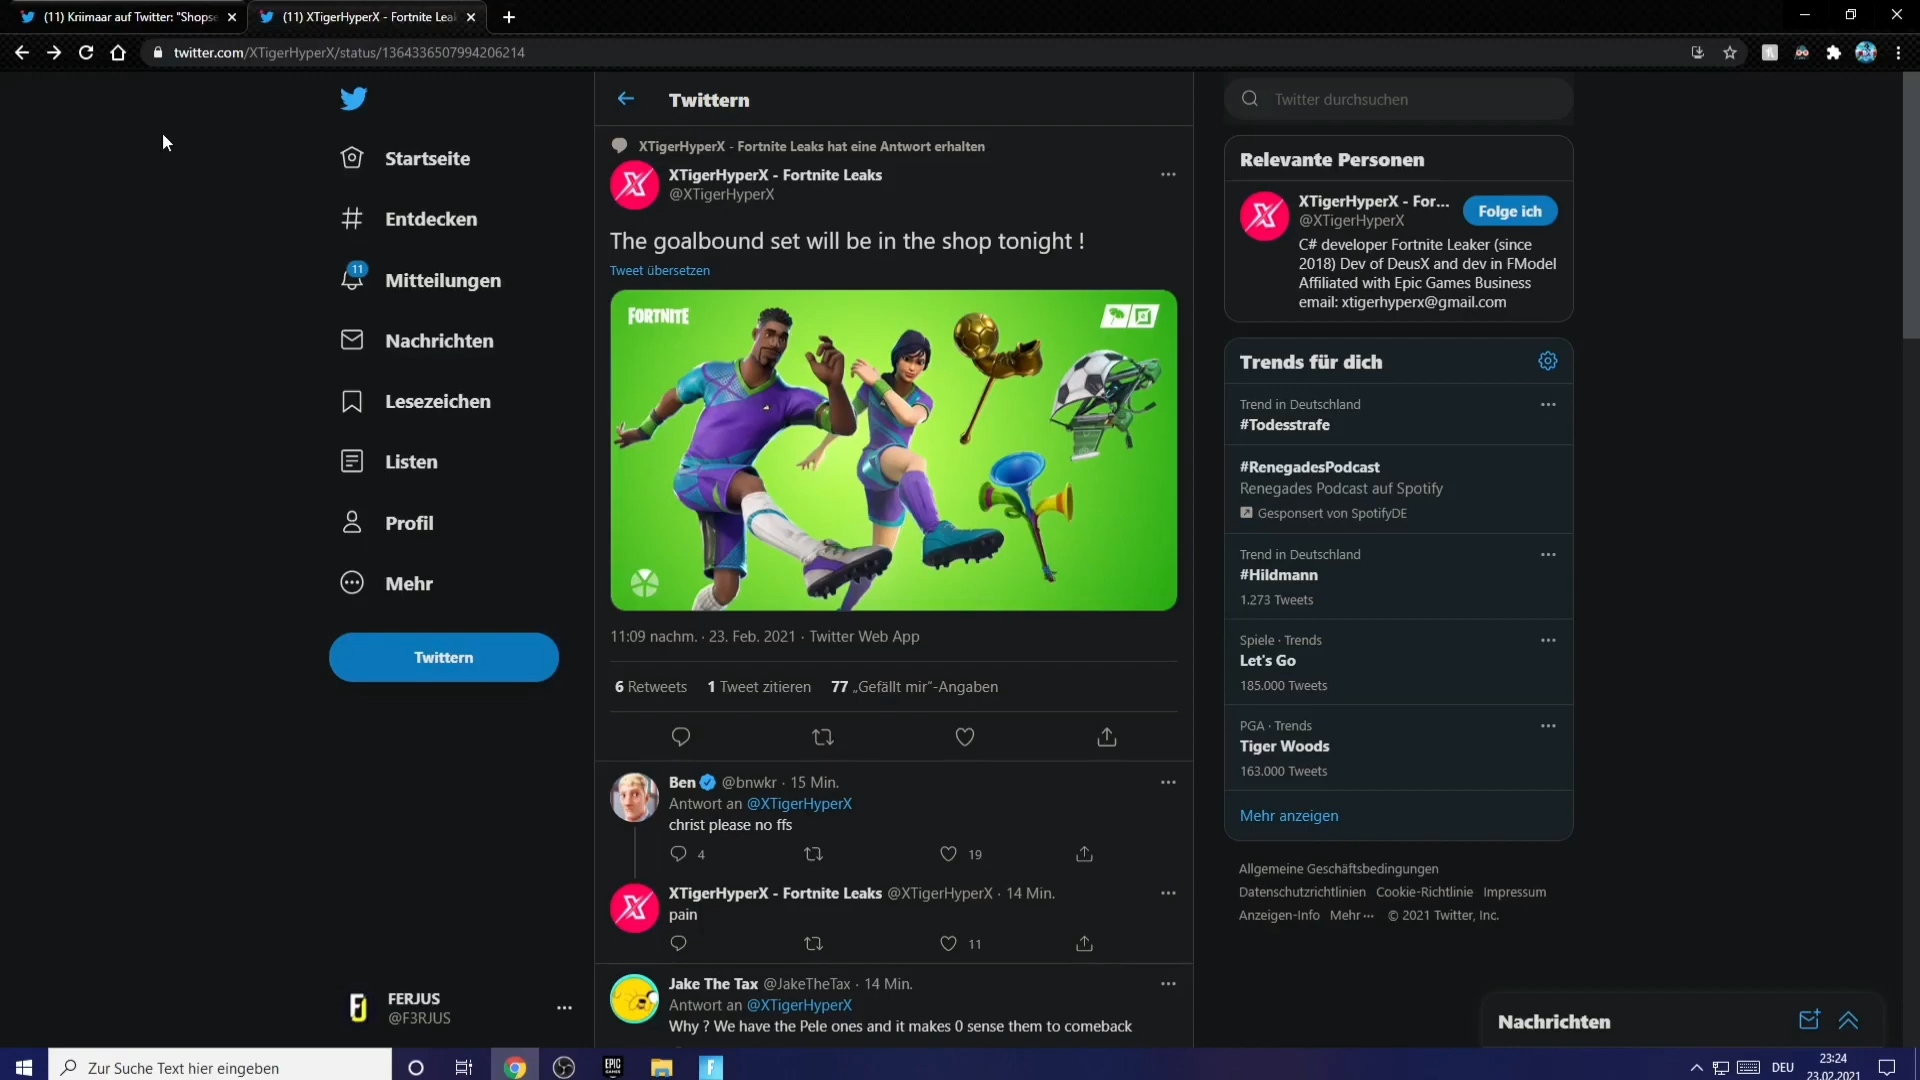 (11) Kriimaar auf Twitter: "Shopse
(11) XTigerHyperX - Fortnite Leak
twitter.com/XTigerHyperX/status/1364336507994206214
Startseite
Entdecken
11
Mitteilungen
Nachrichten
Lesezeichen
Listen
Profil
Mehr
Twittern
FERJUS
@F3RJUS
Twittern
XTigerHyperX - Fortnite Leaks hat eine Antwort erhalten
XTigerHyperX - Fortnite Leaks
@XTigerHyperX
The goalbound set will be in the shop tonight !
Tweet übersetzen
FORTNITE
11:09 nachm. · 23. Feb. 2021 · Twitter Web App
6 Retweets 1 Tweet zitieren 77 „Gefällt mir“-Angaben
Ben @bnwkr · 15 Min.
Antwort an @XTigerHyperX
christ please no ffs
4 19
XTigerHyperX - Fortnite Leaks @XTigerHyperX · 14 Min.
pain
11
Jake The Tax @JakeTheTax · 14 Min.
Antwort an @XTigerHyperX
Why ? We have the Pele ones and it makes 0 sense them to comeback
Twitter durchsuchen
Relevante Personen
XTigerHyperX - For...
@XTigerHyperX
Folge ich
C# developer Fortnite Leaker (since
2018) Dev of DeusX and dev in FModel
Affiliated with Epic Games Business
email: xtigerhyperx@gmail.com
Trends für dich
Trend in Deutschland
#Todesstrafe
#RenegadesPodcast
Renegades Podcast auf Spotify
Gesponsert von SpotifyDE
Trend in Deutschland
#Hildmann
1.273 Tweets
Spiele · Trends
Let's Go
185.000 Tweets
PGA · Trends
Tiger Woods
163.000 Tweets
Mehr anzeigen
Allgemeine Geschäftsbedingungen
Datenschutzrichtlinien Cookie-Richtlinie Impressum
Anzeigen-Info Mehr ··· © 2021 Twitter, Inc.
Nachrichten
Zur Suche Text hier eingeben
EPIC
GAMES
DEU
23:24
23.02.2021